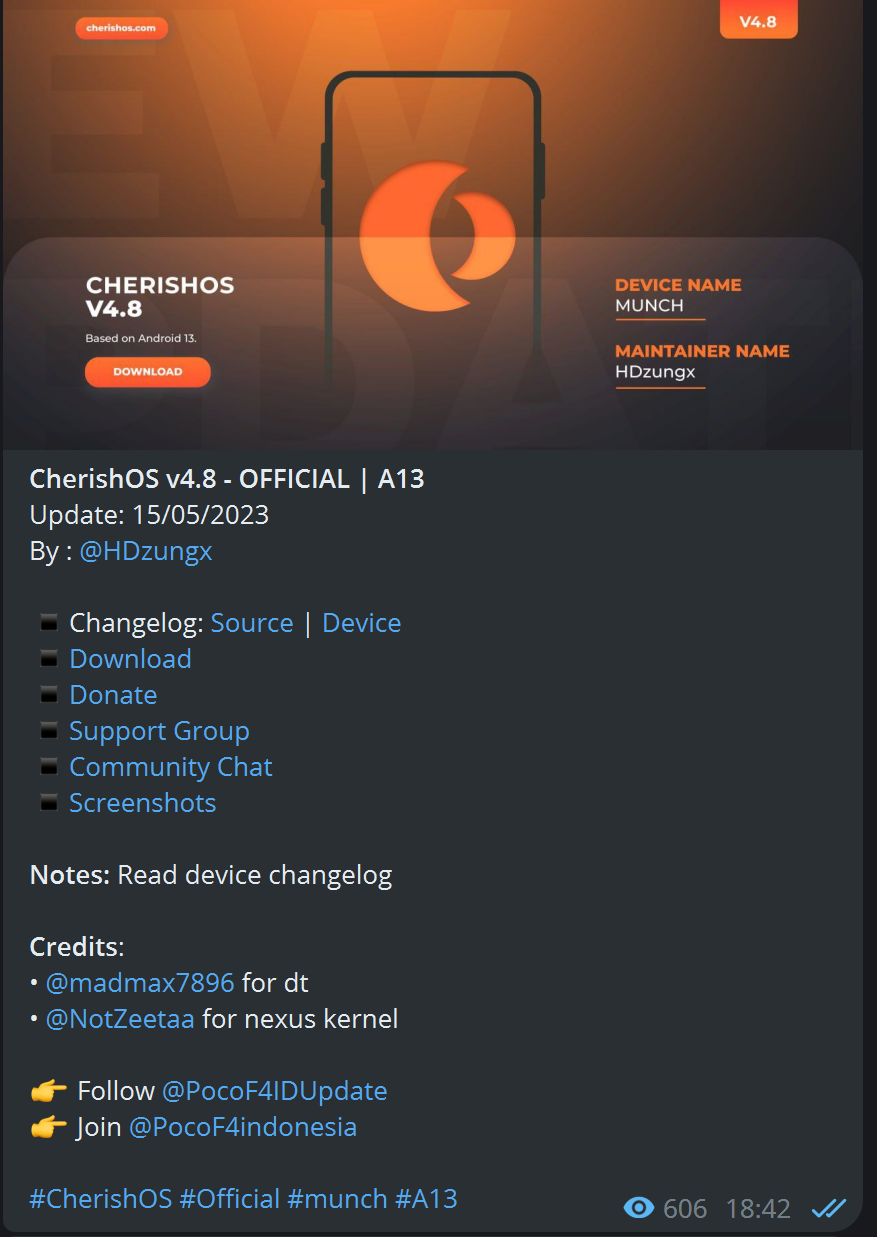 cherishos.com
V4.8
CHERISHOS
V4.8
Based on Android 13.
DOWNLOAD
DEVICE NAME
MUNCH
MAINTAINER NAME
HDzungx
CherishOS v4.8 - OFFICIAL | A13
Update: 15/05/2023
By : @HDzungx
◾ Changelog: Source | Device
◾ Download
◾ Donate
◾ Support Group
◾ Community Chat
◾ Screenshots
Notes: Read device changelog
Credits:
• @madmax7896 for dt
• @NotZeetaa for nexus kernel
👉 Follow @PocoF4IDUpdate
👉 Join @PocoF4indonesia
#CherishOS #Official #munch #A13
606 18:42